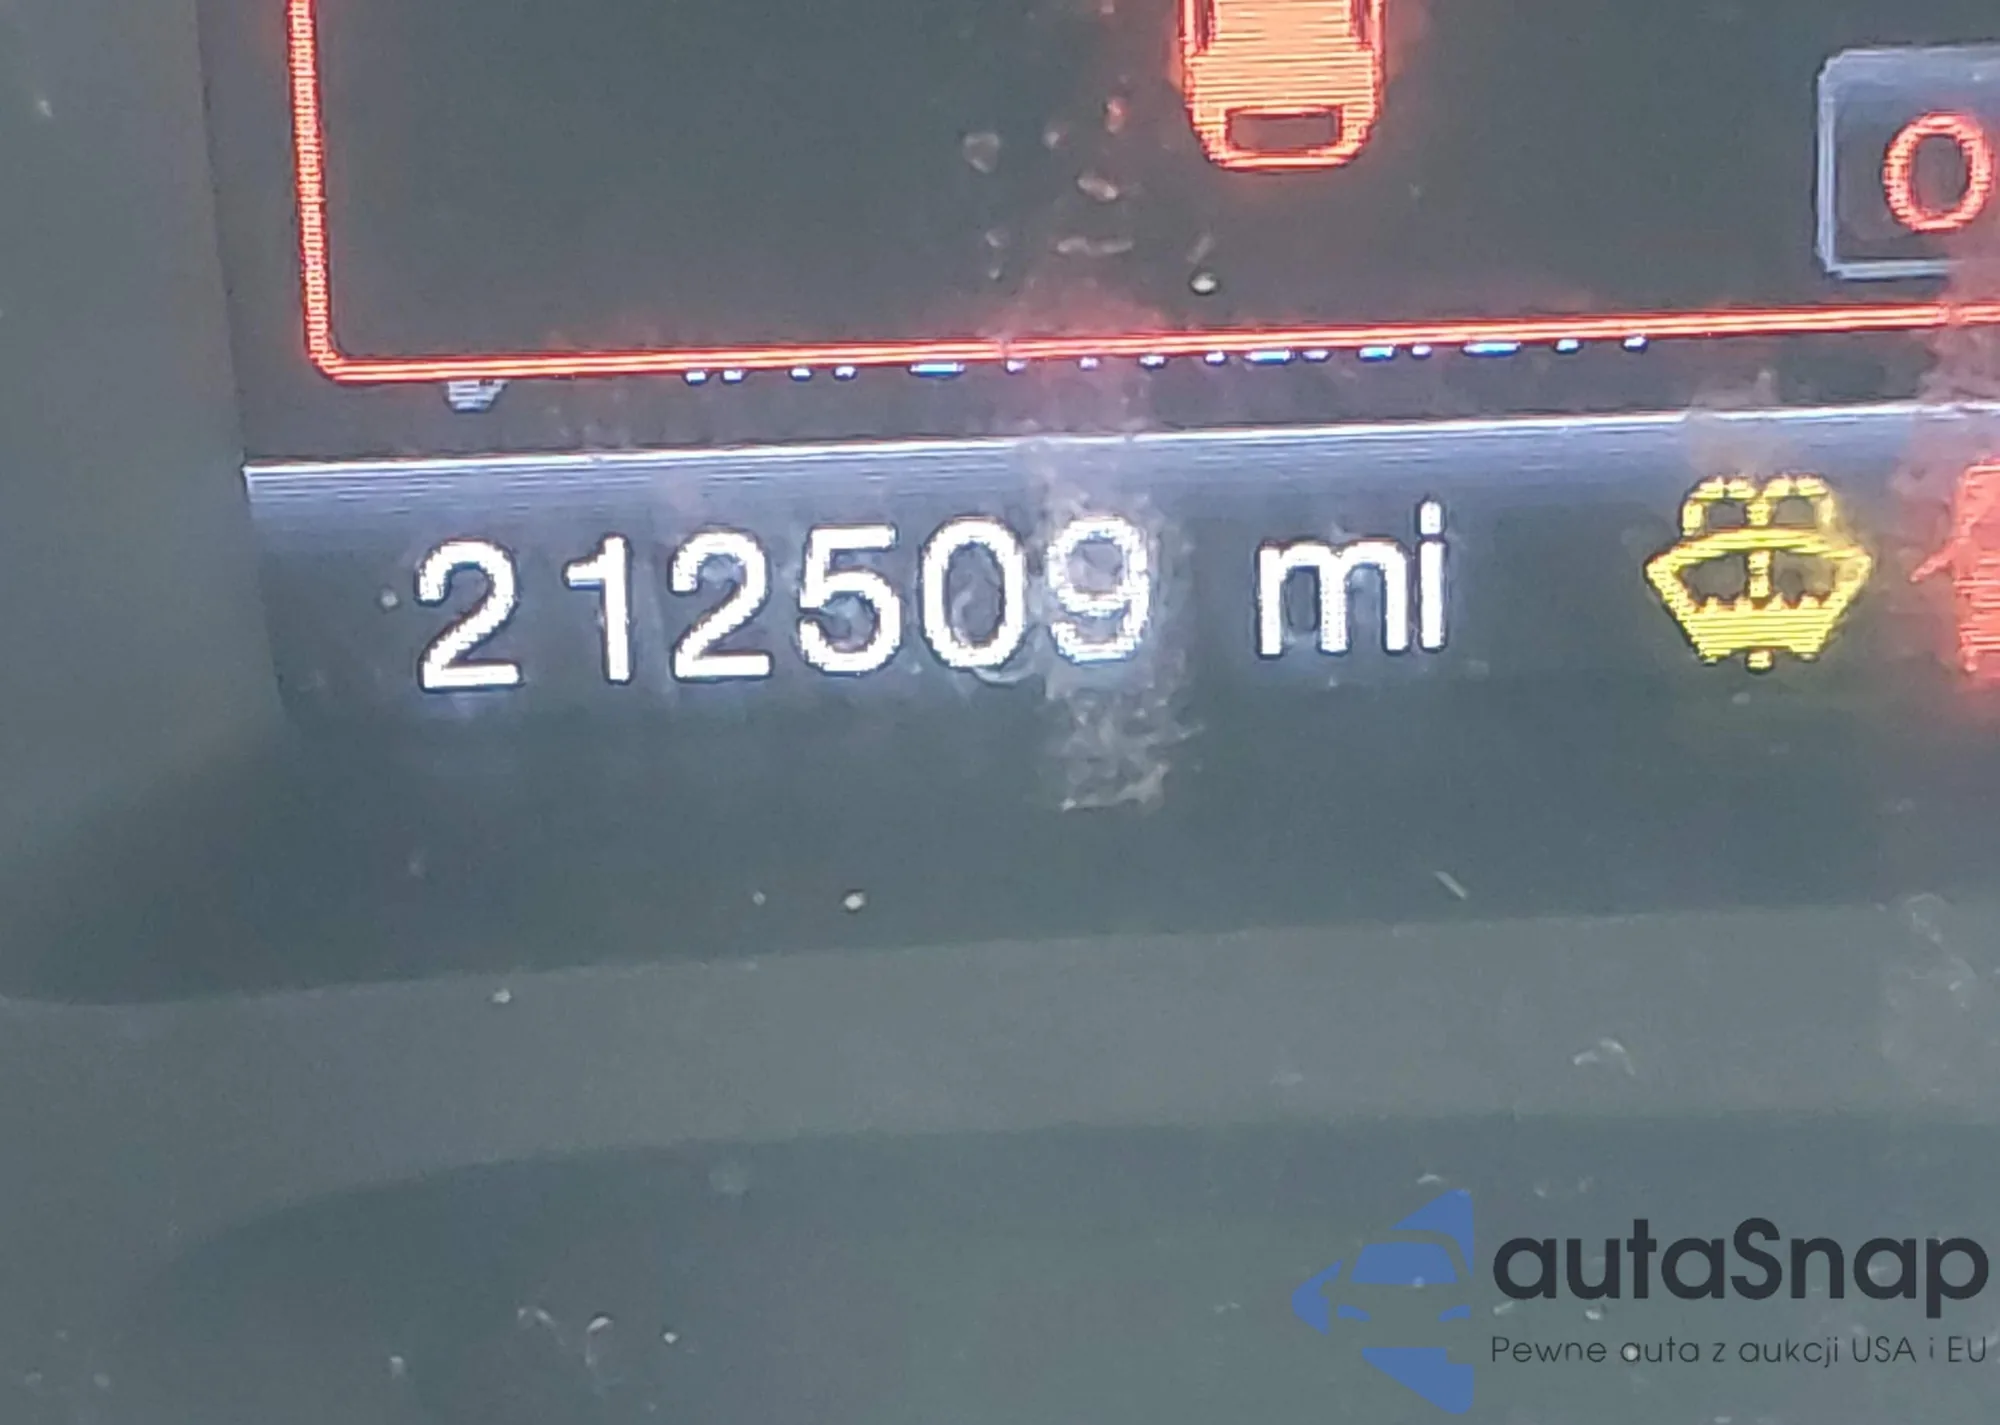 O
212509 mi
autaSnap
Pewne auta z aukcji USA i EU